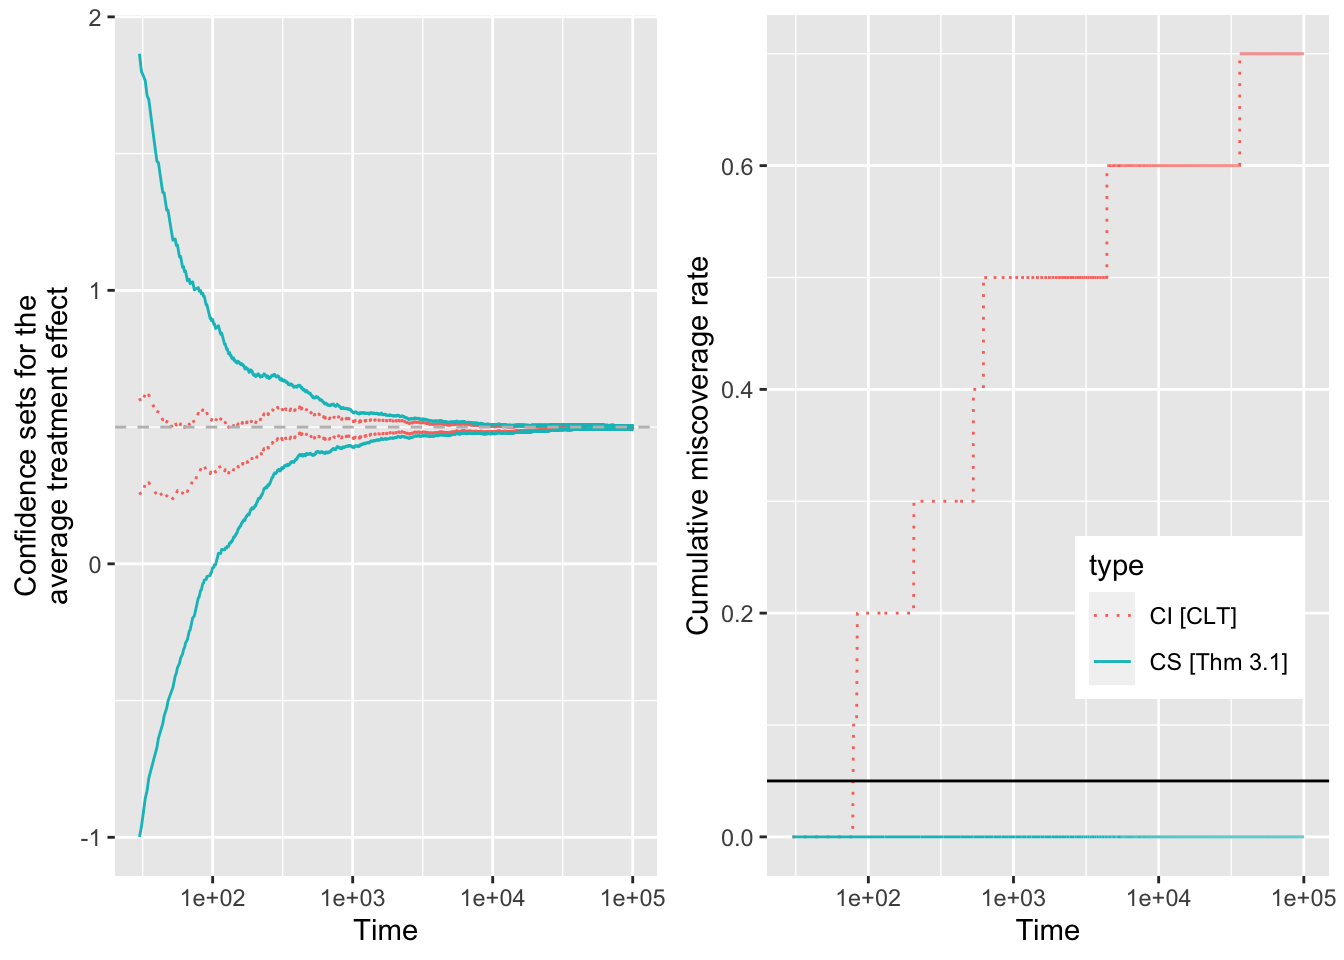 Confidence sets for the
average treatment effect
2
1
0
-1
1e+02 1e+03 1e+04 1e+05
Time
Cumulative miscoverage rate
0.6
0.4
0.2
0.0
type
CI [CLT]
CS [Thm 3.1]
1e+02 1e+03 1e+04 1e+05
Time